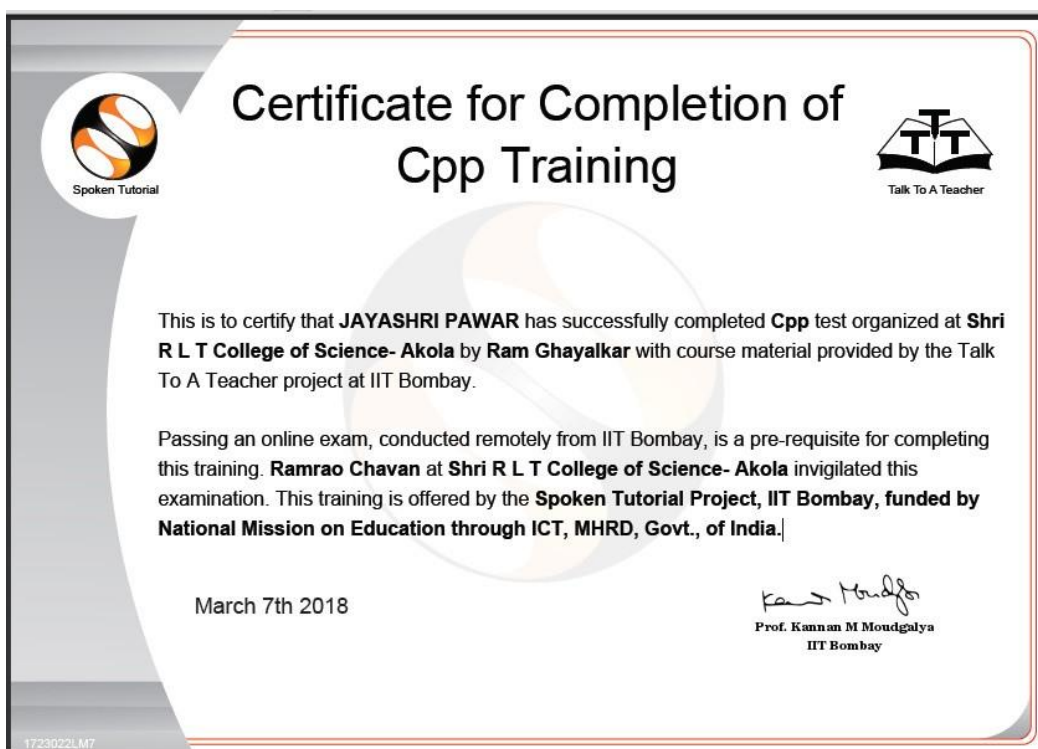 Certificate for Completion of
Cpp Training
Spoken Tutorial
Talk To A Teacher
This is to certify that JAYASHRI PAWAR has successfully completed Cpp test organized at Shri
R L T College of Science- Akola by Ram Ghayalkar with course material provided by the Talk
To A Teacher project at IIT Bombay.
Passing an online exam, conducted remotely from IIT Bombay, is a pre-requisite for completing
this training. Ramrao Chavan at Shri R L T College of Science- Akola invigilated this
examination. This training is offered by the Spoken Tutorial Project, IIT Bombay, funded by
National Mission on Education through ICT, MHRD, Govt., of India.
March 7th 2018
Prof. Kannan M Moudgalya
IIT Bombay
1723022LM7